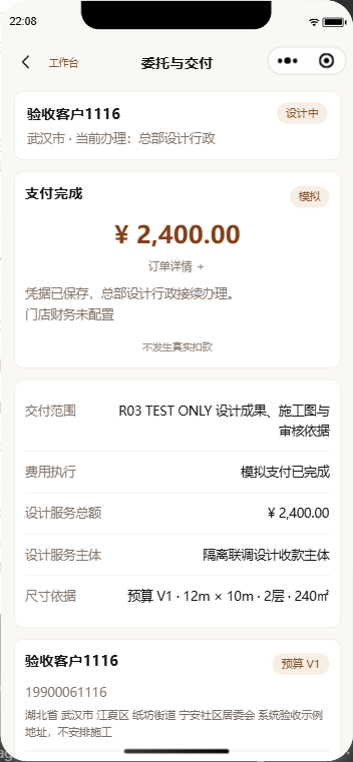 22:08
工作台
委托与交付
验收客户1116
设计中
武汉市 · 当前办理：总部设计行政
支付完成
模拟
¥ 2,400.00
订单详情 +
凭据已保存，总部设计行政接续办理。
门店财务未配置
不发生真实扣款
交付范围
R03 TEST ONLY 设计成果、施工图与
审核依据
费用执行
模拟支付已完成
设计服务总额
¥ 2,400.00
设计服务主体
隔离联调设计收款主体
尺寸依据
预算 V1 · 12m × 10m · 2层 · 240㎡
验收客户1116
预算 V1
19900061116
湖北省 武汉市 江夏区 纸坊街道 宁安社区居委会 系统验收示例
地址，不安排施工